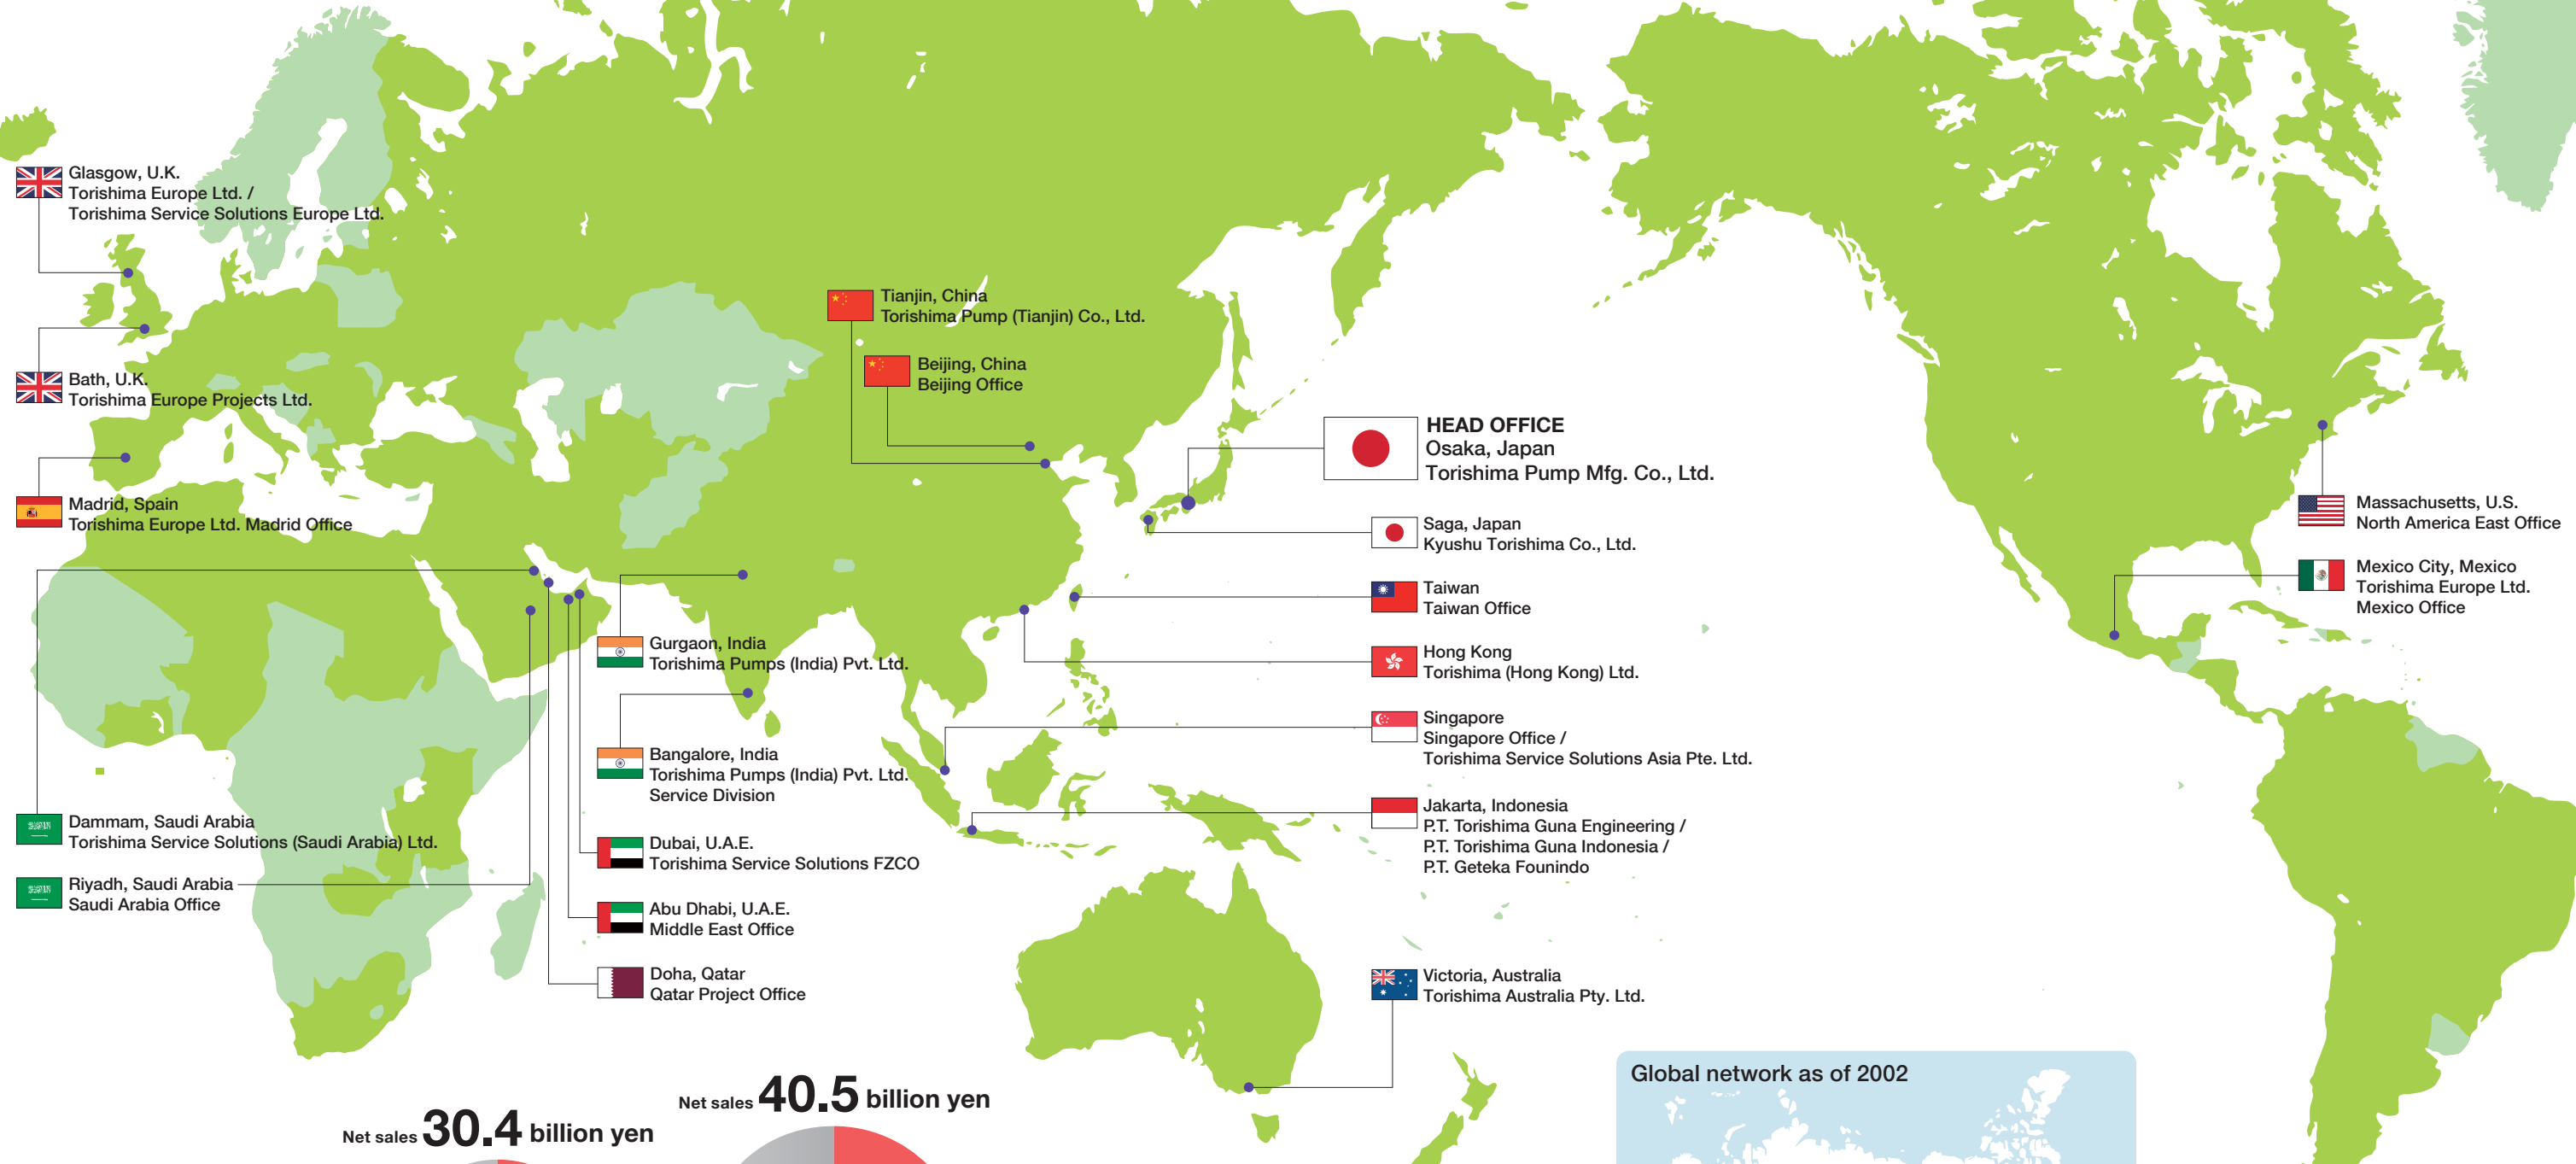 Glasgow, U.K.
Torishima Europe Ltd. /
Torishima Service Solutions Europe Ltd.
Bath, U.K.
Torishima Europe Projects Ltd.
Madrid, Spain
Torishima Europe Ltd. Madrid Office
Dammam, Saudi Arabia
Torishima Service Solutions (Saudi Arabia) Ltd.
Riyadh, Saudi Arabia
Saudi Arabia Office
Tianjin, China
Torishima Pump (Tianjin) Co., Ltd.
Beijing, China
Beijing Office
Gurgaon, India
Torishima Pumps (India) Pvt. Ltd.
Bangalore, India
Torishima Pumps (India) Pvt. Ltd.
Service Division
Dubai, U.A.E.
Torishima Service Solutions FZCO
Abu Dhabi, U.A.E.
Middle East Office
Doha, Qatar
Qatar Project Office
HEAD OFFICE
Osaka, Japan
Torishima Pump Mfg. Co., Ltd.
Saga, Japan
Kyushu Torishima Co., Ltd.
Taiwan
Taiwan Office
Hong Kong
Torishima (Hong Kong) Ltd.
Singapore
Singapore Office /
Torishima Service Solutions Asia Pte. Ltd.
Jakarta, Indonesia
P.T. Torishima Guna Engineering /
P.T. Torishima Guna Indonesia /
P.T. Geteka Founindo
Victoria, Australia
Torishima Australia Pty. Ltd.
Massachusetts, U.S.
North America East Office
Mexico City, Mexico
Torishima Europe Ltd.
Mexico Office
Net sales 30.4 billion yen
Net sales 40.5 billion yen
Global network as of 2002